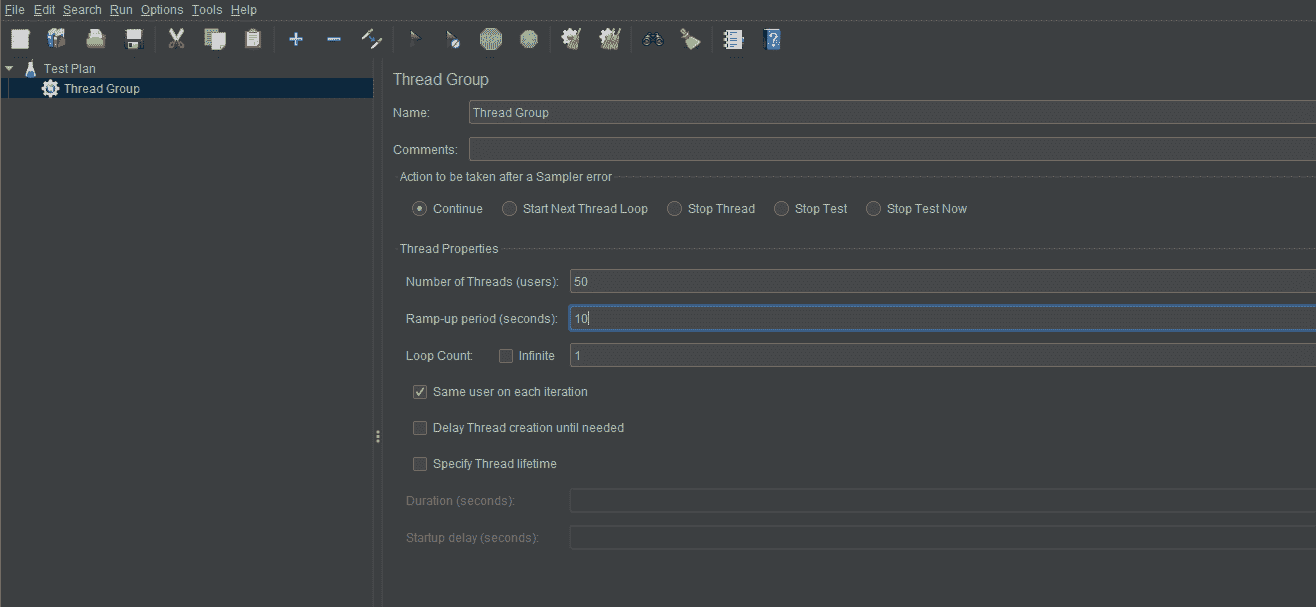 File Edit Search Run Options Tools Help
Test Plan
Thread Group
Thread Group
Name: Thread Group
Comments:
Action to be taken after a Sampler error
Continue Start Next Thread Loop Stop Thread Stop Test Stop Test Now
Thread Properties
Number of Threads (users): 50
Ramp-up period (seconds): 10
Loop Count: Infinite 1
Same user on each iteration
Delay Thread creation until needed
Specify Thread lifetime
Duration (seconds):
Startup delay (seconds):